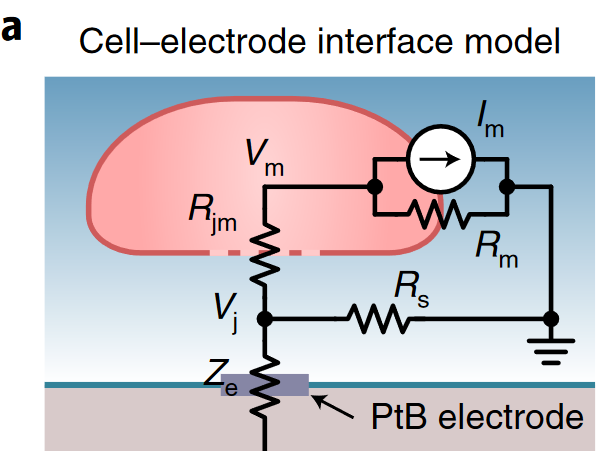 a
Cell–electrode interface model
Iₘ
Vₘ
Rⱼₘ
Rₘ
Rₛ
Vⱼ
Zₑ
PtB electrode